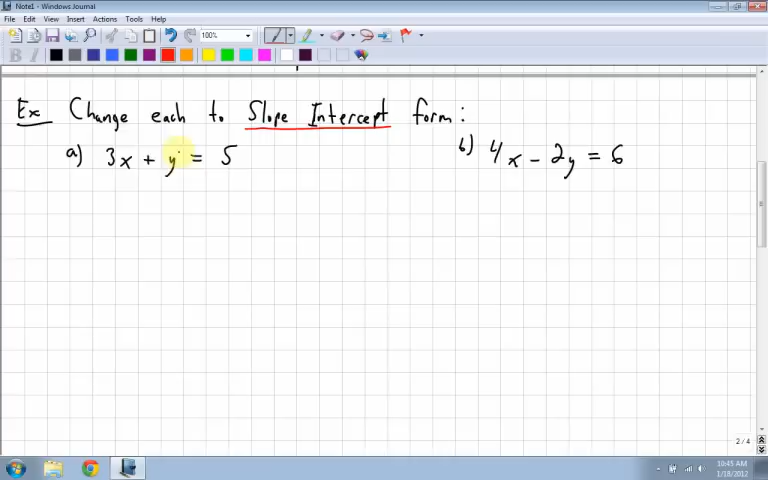 Note1 - Windows Journal
File Edit View Insert Actions Tools Help
100%
B I
Ex Change each to Slope Intercept form:
a) 3x + y = 5 b) 4x - 2y = 6
2 / 4
10:45 AM
1/18/2012